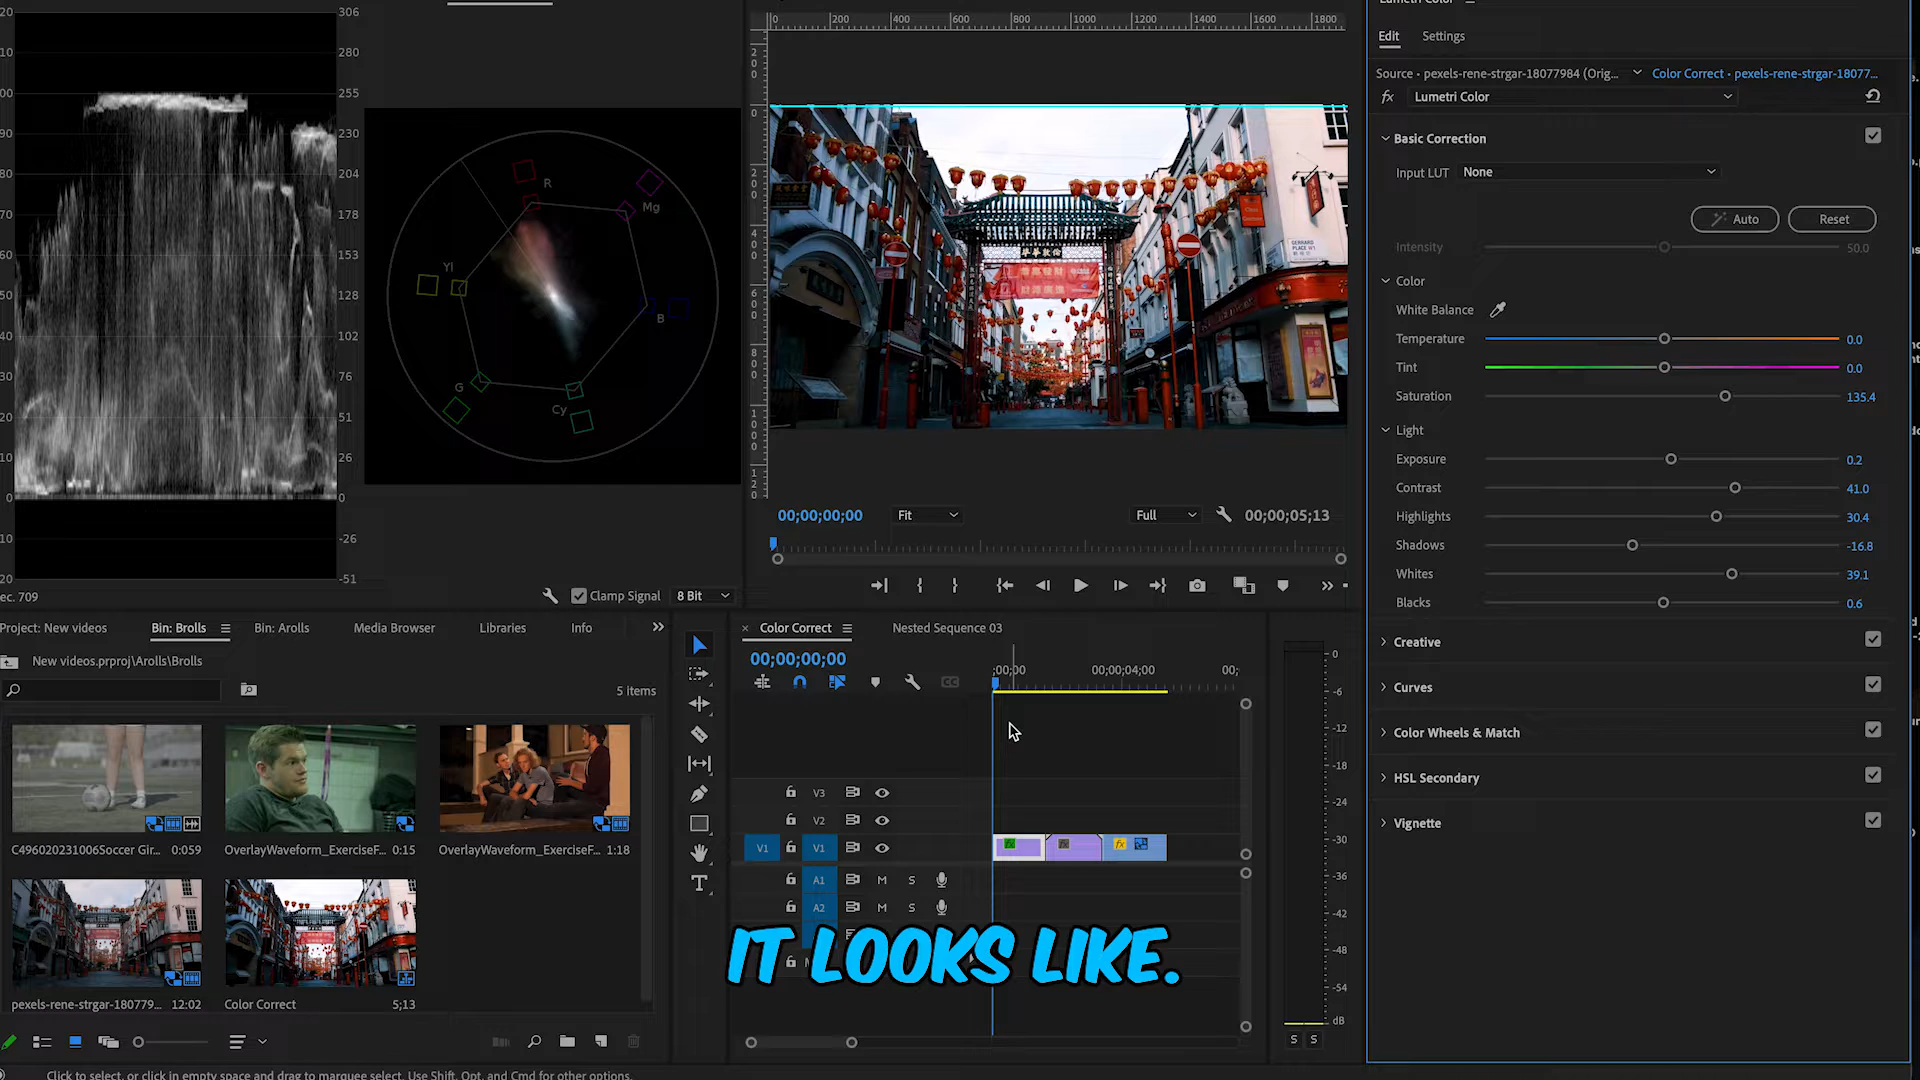 Lumetri Color
Edit Settings
Source • pexels-rene-strgar-18077984 (Orig... Color Correct • pexels-rene-strgar-18077...
fx Lumetri Color
Basic Correction
Input LUT None
Auto Reset
Intensity 50.0
Color
White Balance
Temperature 0.0
Tint 0.0
Saturation 135.4
Light
Exposure 0.2
Contrast 41.0
Highlights 30.4
Shadows -16.8
Whites 39.1
Blacks 0.6
Creative
Curves
Color Wheels & Match
HSL Secondary
Vignette
306
280
255
230
204
178
153
128
102
76
51
26
0
-26
-51
R
Mg
Yl
B
G
Cy
0 200 400 600 800 1000 1200 1400 1600 1800
GERRARD
PLACE W1
00;00;00;00 Fit Full 00;00;05;13
ec. 709 Clamp Signal 8 Bit
Project: New videos Bin: Brolls Bin: Arolls Media Browser Libraries Info
New videos.prproj\Arolls\Brolls
5 items
C496020231006Soccer Gir... 0:059
OverlayWaveform_ExerciseF... 0:15
OverlayWaveform_ExerciseF... 1:18
pexels-rene-strgar-180779... 12:02
Color Correct 5;13
Color Correct Nested Sequence 03
00;00;00;00
;00;00 00;00;04;00 00;
V3
V2
V1 V1
A1 M S
A2 M S
0
-6
-12
-18
-24
-30
-36
-42
-48
-54
dB
S S
IT LOOKS LIKE.
Click to select, or click in empty space and drag to marquee select. Use Shift, Opt, and Cmd for other options.